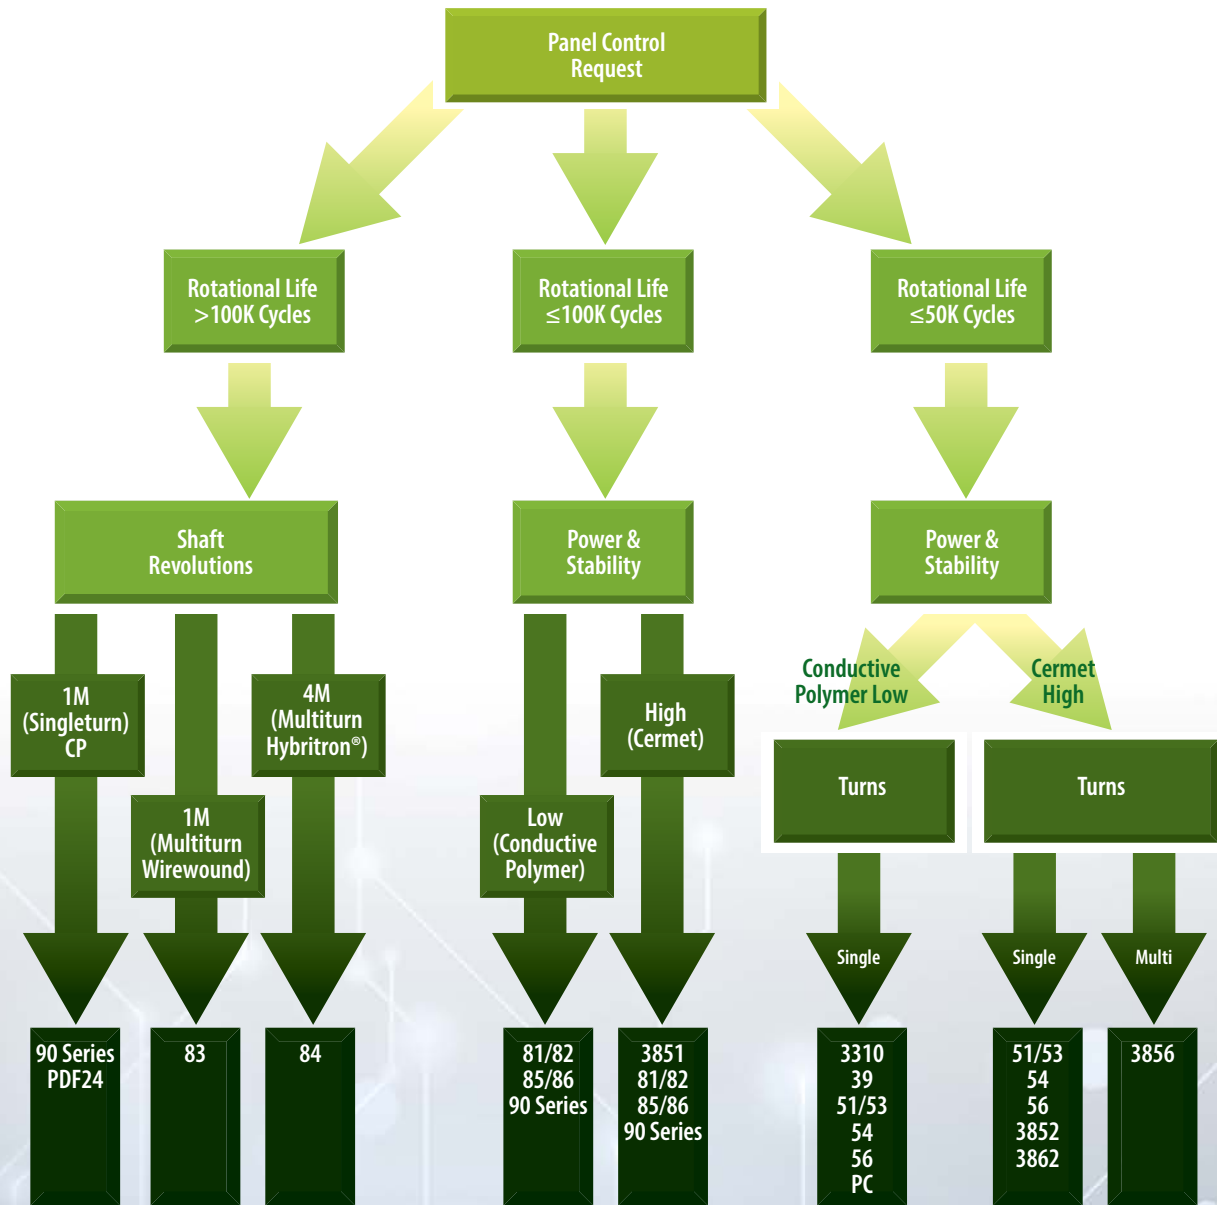 Panel Control
Request
Rotational Life
>100K Cycles
Rotational Life
≤100K Cycles
Rotational Life
≤50K Cycles
Shaft
Revolutions
Power &
Stability
Power &
Stability
1M
(Singleturn)
CP
1M
(Multiturn
Wirewound)
4M
(Multiturn
Hybritron®)
Low
(Conductive
Polymer)
High
(Cermet)
Conductive
Polymer Low
Cermet
High
Turns
Turns
Single
Single
Multi
90 Series
PDF24
83
84
81/82
85/86
90 Series
3851
81/82
85/86
90 Series
3310
39
51/53
54
56
PC
51/53
54
56
3852
3862
3856